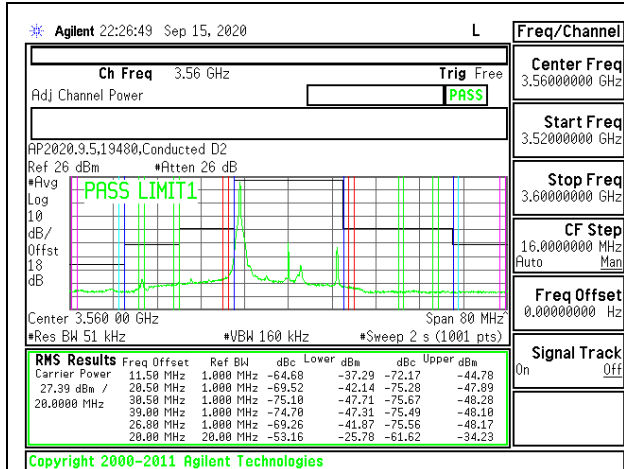 Agilent 22:26:49 Sep 15, 2020 L Freq/Channel
Ch Freq 3.56 GHz Trig Free
Adj Channel Power PASS
Center Freq
3.56000000 GHz
Start Freq
3.52000000 GHz
AP2020.9.5,19480,Conducted D2
Ref 26 dBm #Atten 26 dB
#Avg
Log
10
dB/
Offst
18
dB
PASS LIMIT1
Stop Freq
3.60000000 GHz
CF Step
16.0000000 MHz
Auto Man
Center 3.560 00 GHz Span 80 MHz
#Res BW 51 kHz #VBW 160 kHz #Sweep 2 s (1001 pts)
Freq Offset
0.00000000 Hz
RMS Results Freq Offset Ref BW dBc Lower dBm dBc Upper dBm
Carrier Power 11.50 MHz 1.000 MHz -64.68 -37.29 -72.17 -44.78
27.39 dBm / 20.50 MHz 1.000 MHz -69.52 -42.14 -75.28 -47.89
20.0000 MHz 30.50 MHz 1.000 MHz -75.10 -47.71 -75.67 -48.28
39.00 MHz 1.000 MHz -74.70 -47.31 -75.49 -48.10
26.80 MHz 1.000 MHz -69.26 -41.87 -75.56 -48.17
20.00 MHz 20.00 MHz -53.16 -25.78 -61.62 -34.23
Signal Track
On Off
Copyright 2000-2011 Agilent Technologies